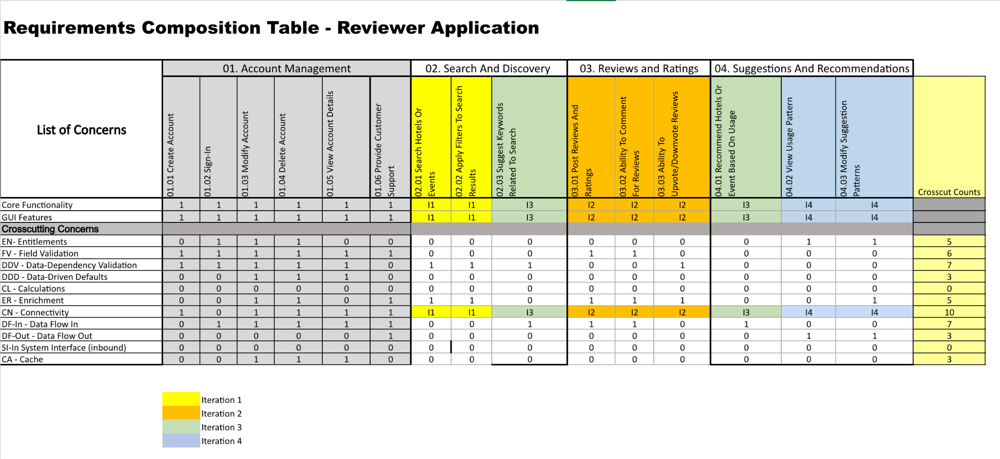 Requirements Composition Table - Reviewer Application
List of Concerns
01. Account Management
02. Search And Discovery
03. Reviews and Ratings
04. Suggestions And Recommendations
01.01 Create Account
01.02 Sign-In
01.03 Modify Account
01.04 Delete Account
01.05 View Account Details
01.06 Provide Customer
Support
02.01 Search Hotels Or
Events
02.02 Apply Filters To Search
Results
02.03 Suggest Keywords
Related To Search
03.01 Post Reviews And
Ratings
03.02 Ability To Comment
For Reviews
03.03 Ability To
Upvote/Downvote Reviews
04.01 Recommend Hotels Or
Event Based On Usage
04.02 View Usage Pattern
04.03 Modify Suggestion
Patterns
Crosscut Counts
Core Functionality 1 1 1 1 1 1 I1 I1 I3 I2 I2 I2 I3 I4 I4
GUI Features 1 1 1 1 1 1 I1 I1 I3 I2 I2 I2 I3 I4 I4
Crosscutting Concerns
EN- Entitlements 0 1 1 1 0 0 0 0 0 0 0 0 0 1 1 5
FV - Field Validation 1 1 1 1 1 1 0 0 0 1 1 0 0 0 0 6
DDV - Data-Dependency Validation 1 1 1 1 1 0 1 1 1 0 0 1 0 0 0 7
DDD - Data-Driven Defaults 0 0 1 1 1 0 0 0 0 0 0 0 0 0 0 3
CL - Calculations 0 0 0 0 0 0 0 0 0 0 0 0 0 0 0 0
ER - Enrichment 0 0 1 1 0 1 1 1 0 1 1 1 0 0 1 5
CN - Connectivity 1 0 1 1 1 1 I1 I1 I3 I2 I2 I2 I3 I4 I4 10
DF-In - Data Flow In 0 1 1 1 1 1 0 0 1 1 1 0 1 0 0 7
DF-Out - Data Flow Out 0 0 0 0 0 1 0 0 0 0 0 0 0 1 1 3
SI-In System Interface (inbound) 0 0 0 0 0 0 0 0 0 0 0 0 0 0 0 0
CA - Cache 0 0 1 1 1 0 0 0 0 0 0 0 0 0 0 3
Iteration 1
Iteration 2
Iteration 3
Iteration 4